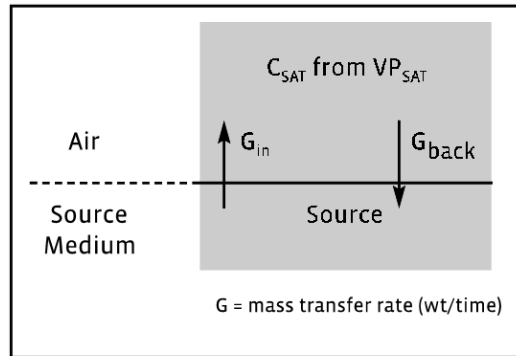 C_SAT from VP_SAT
Air
G_in
G_back
Source
Medium
Source
G = mass transfer rate (wt/time)